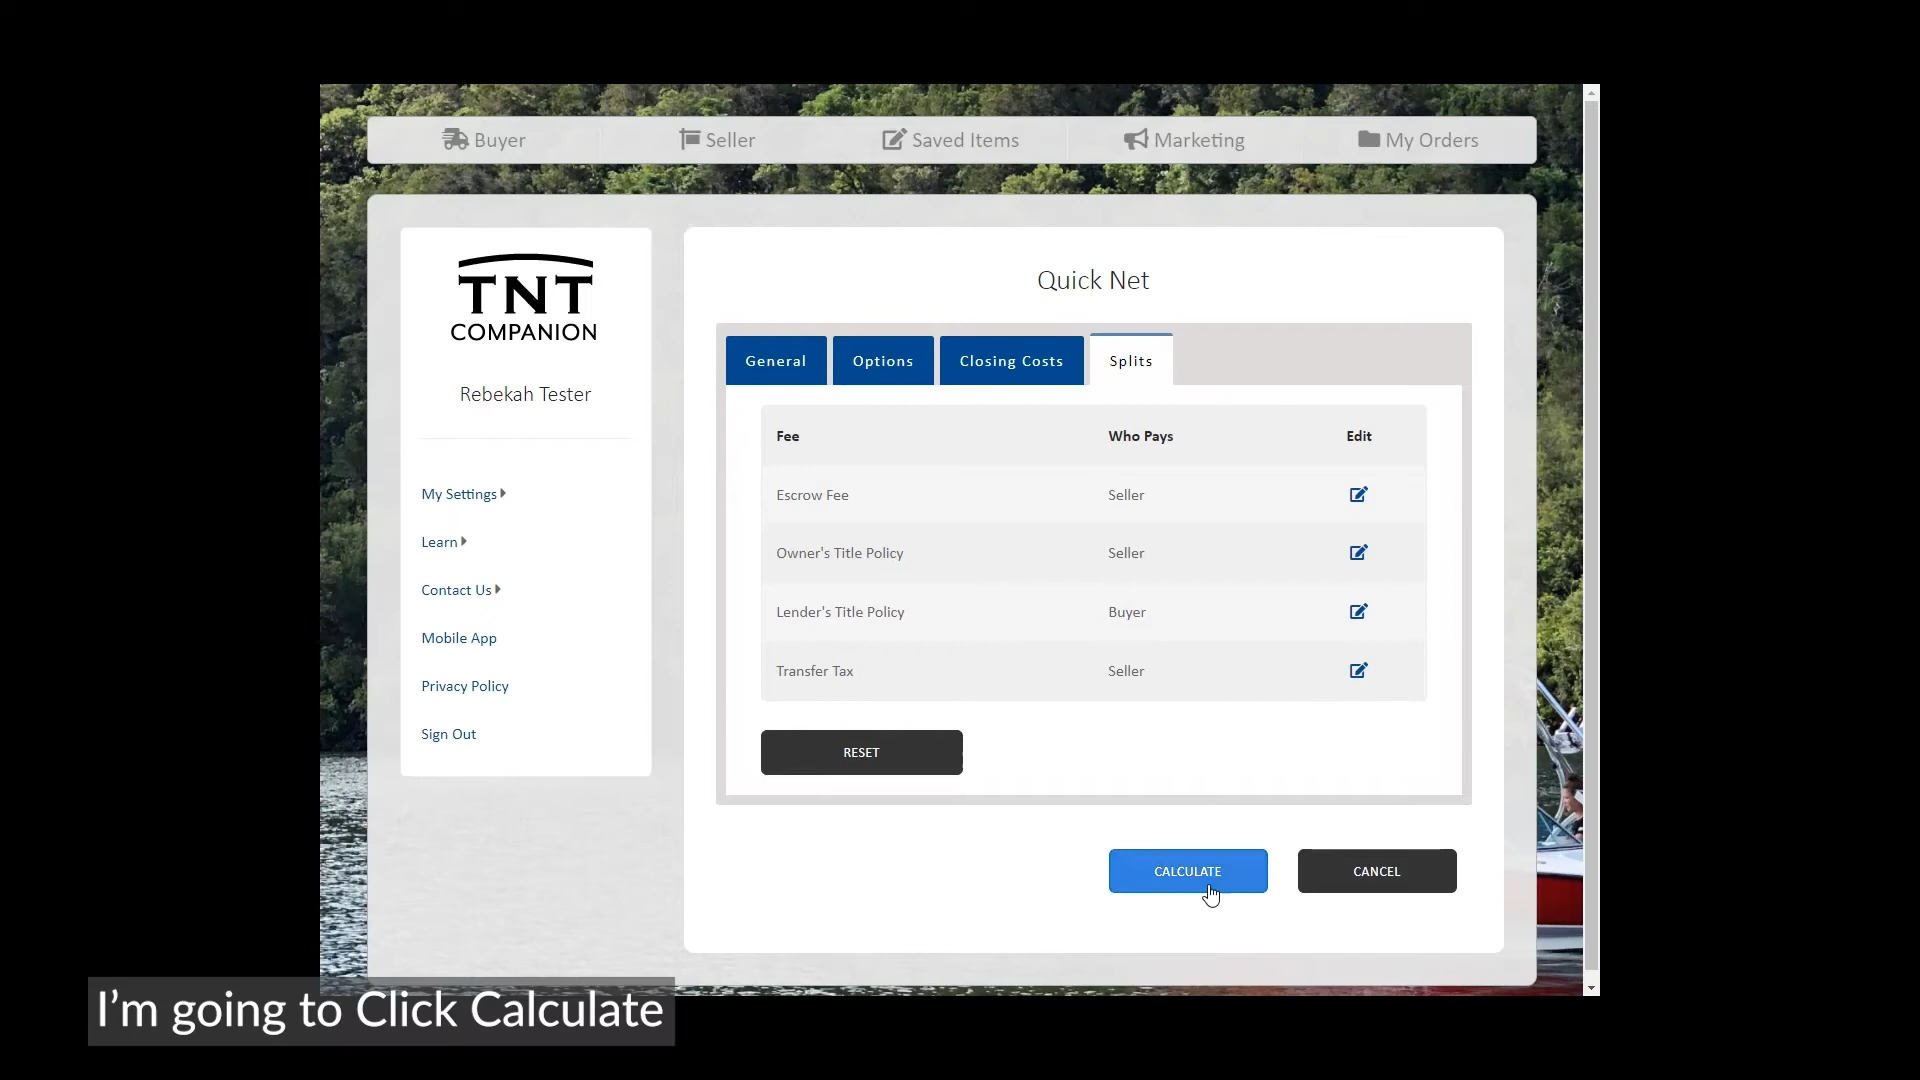 Buyer
Seller
Saved Items
Marketing
My Orders
TNT
COMPANION
Rebekah Tester
My Settings
Learn
Contact Us
Mobile App
Privacy Policy
Sign Out
Quick Net
General
Options
Closing Costs
Splits
Fee Who Pays Edit
Escrow Fee Seller
Owner's Title Policy Seller
Lender's Title Policy Buyer
Transfer Tax Seller
RESET
CALCULATE
CANCEL
I’m going to Click Calculate